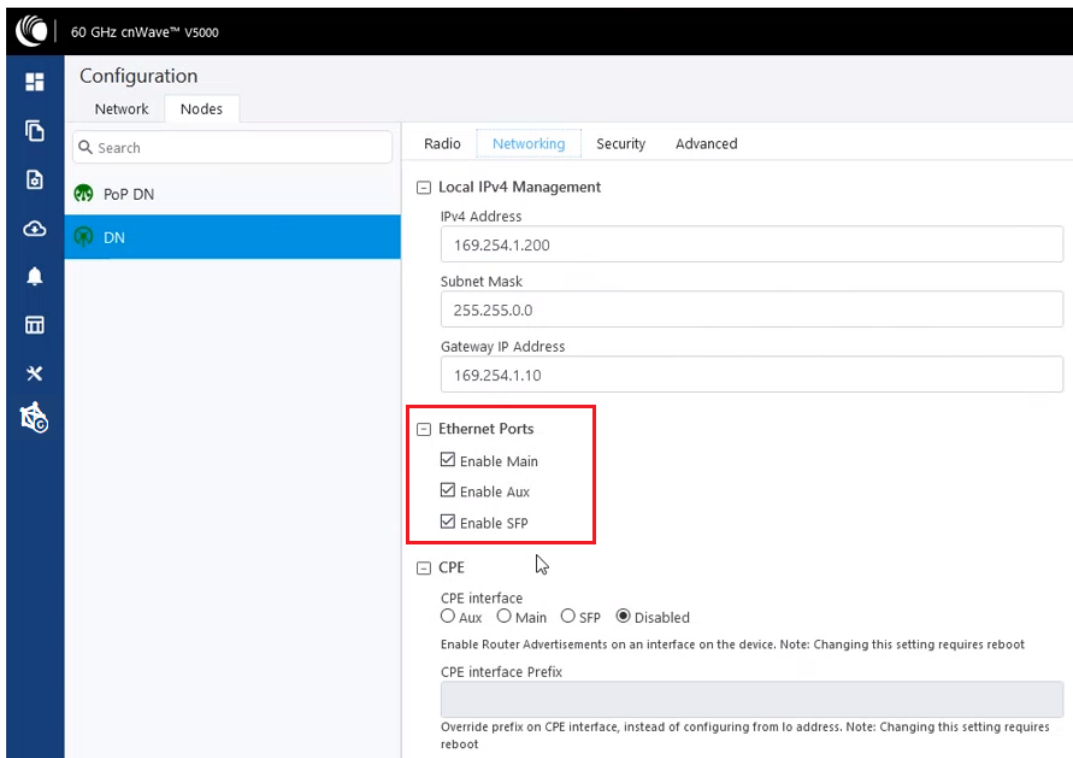 60 GHz cnWave™ V5000
Configuration
Network Nodes
Search
PoP DN
DN
Radio Networking Security Advanced
Local IPv4 Management
IPv4 Address
169.254.1.200
Subnet Mask
255.255.0.0
Gateway IP Address
169.254.1.10
Ethernet Ports
Enable Main
Enable Aux
Enable SFP
CPE
CPE interface
Aux Main SFP Disabled
Enable Router Advertisements on an interface on the device. Note: Changing this setting requires reboot
CPE interface Prefix
Override prefix on CPE interface, instead of configuring from lo address. Note: Changing this setting requires
reboot